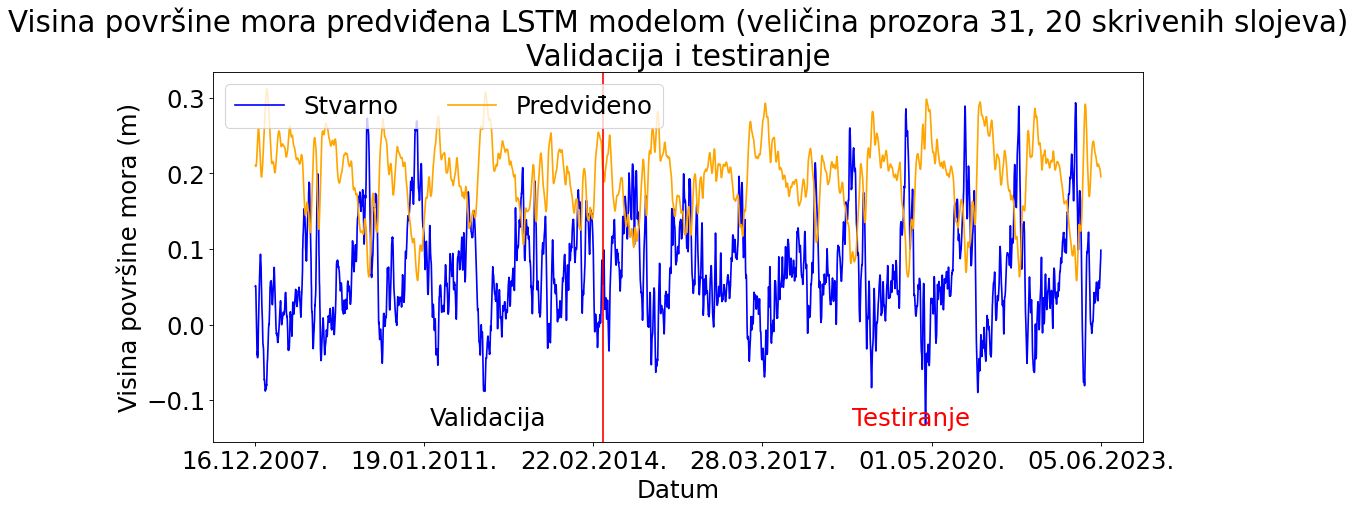 Visina površine mora predviđena LSTM modelom (veličina prozora 31, 20 skrivenih slojeva)
Validacija i testiranje
Stvarno
Predviđeno
Visina površine mora (m)
0.3
0.2
0.1
0.0
−0.1
Validacija
Testiranje
16.12.2007.
19.01.2011.
22.02.2014.
28.03.2017.
01.05.2020.
05.06.2023.
Datum